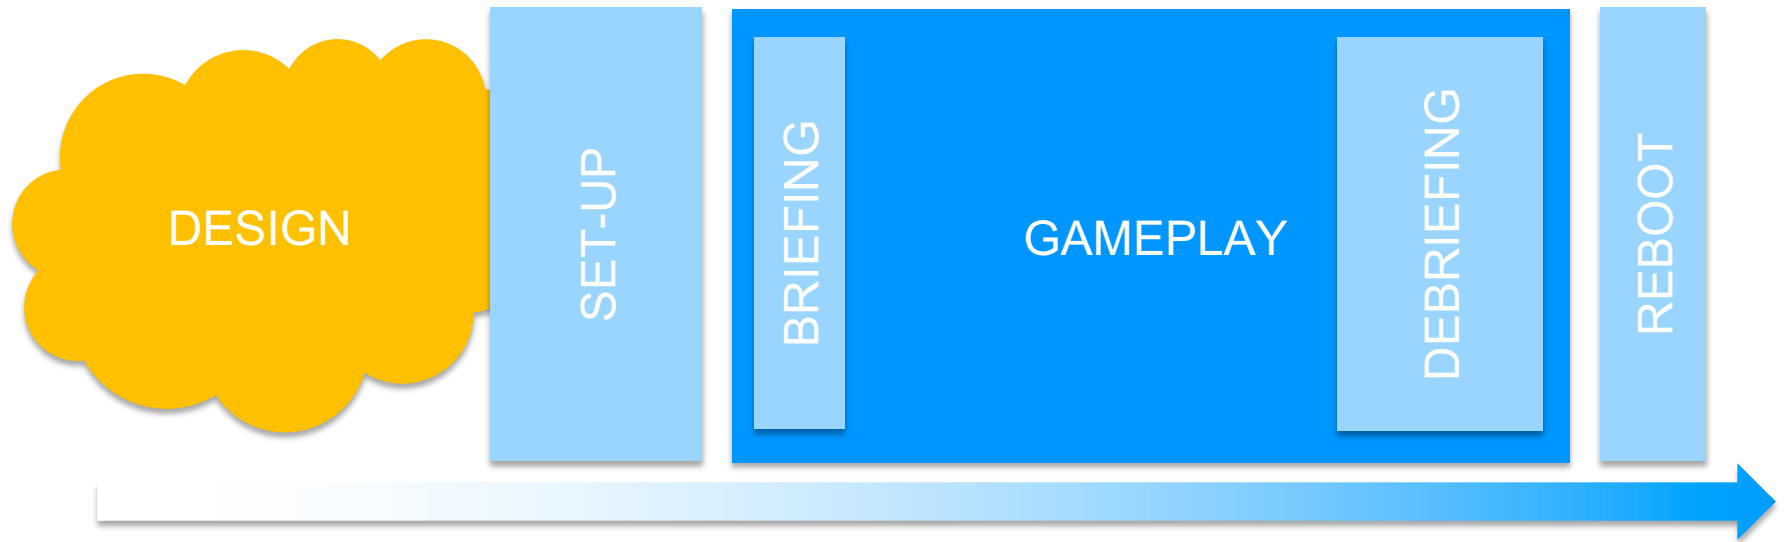 DESIGN
SET-UP
BRIEFING
GAMEPLAY
DEBRIEFING
REBOOT